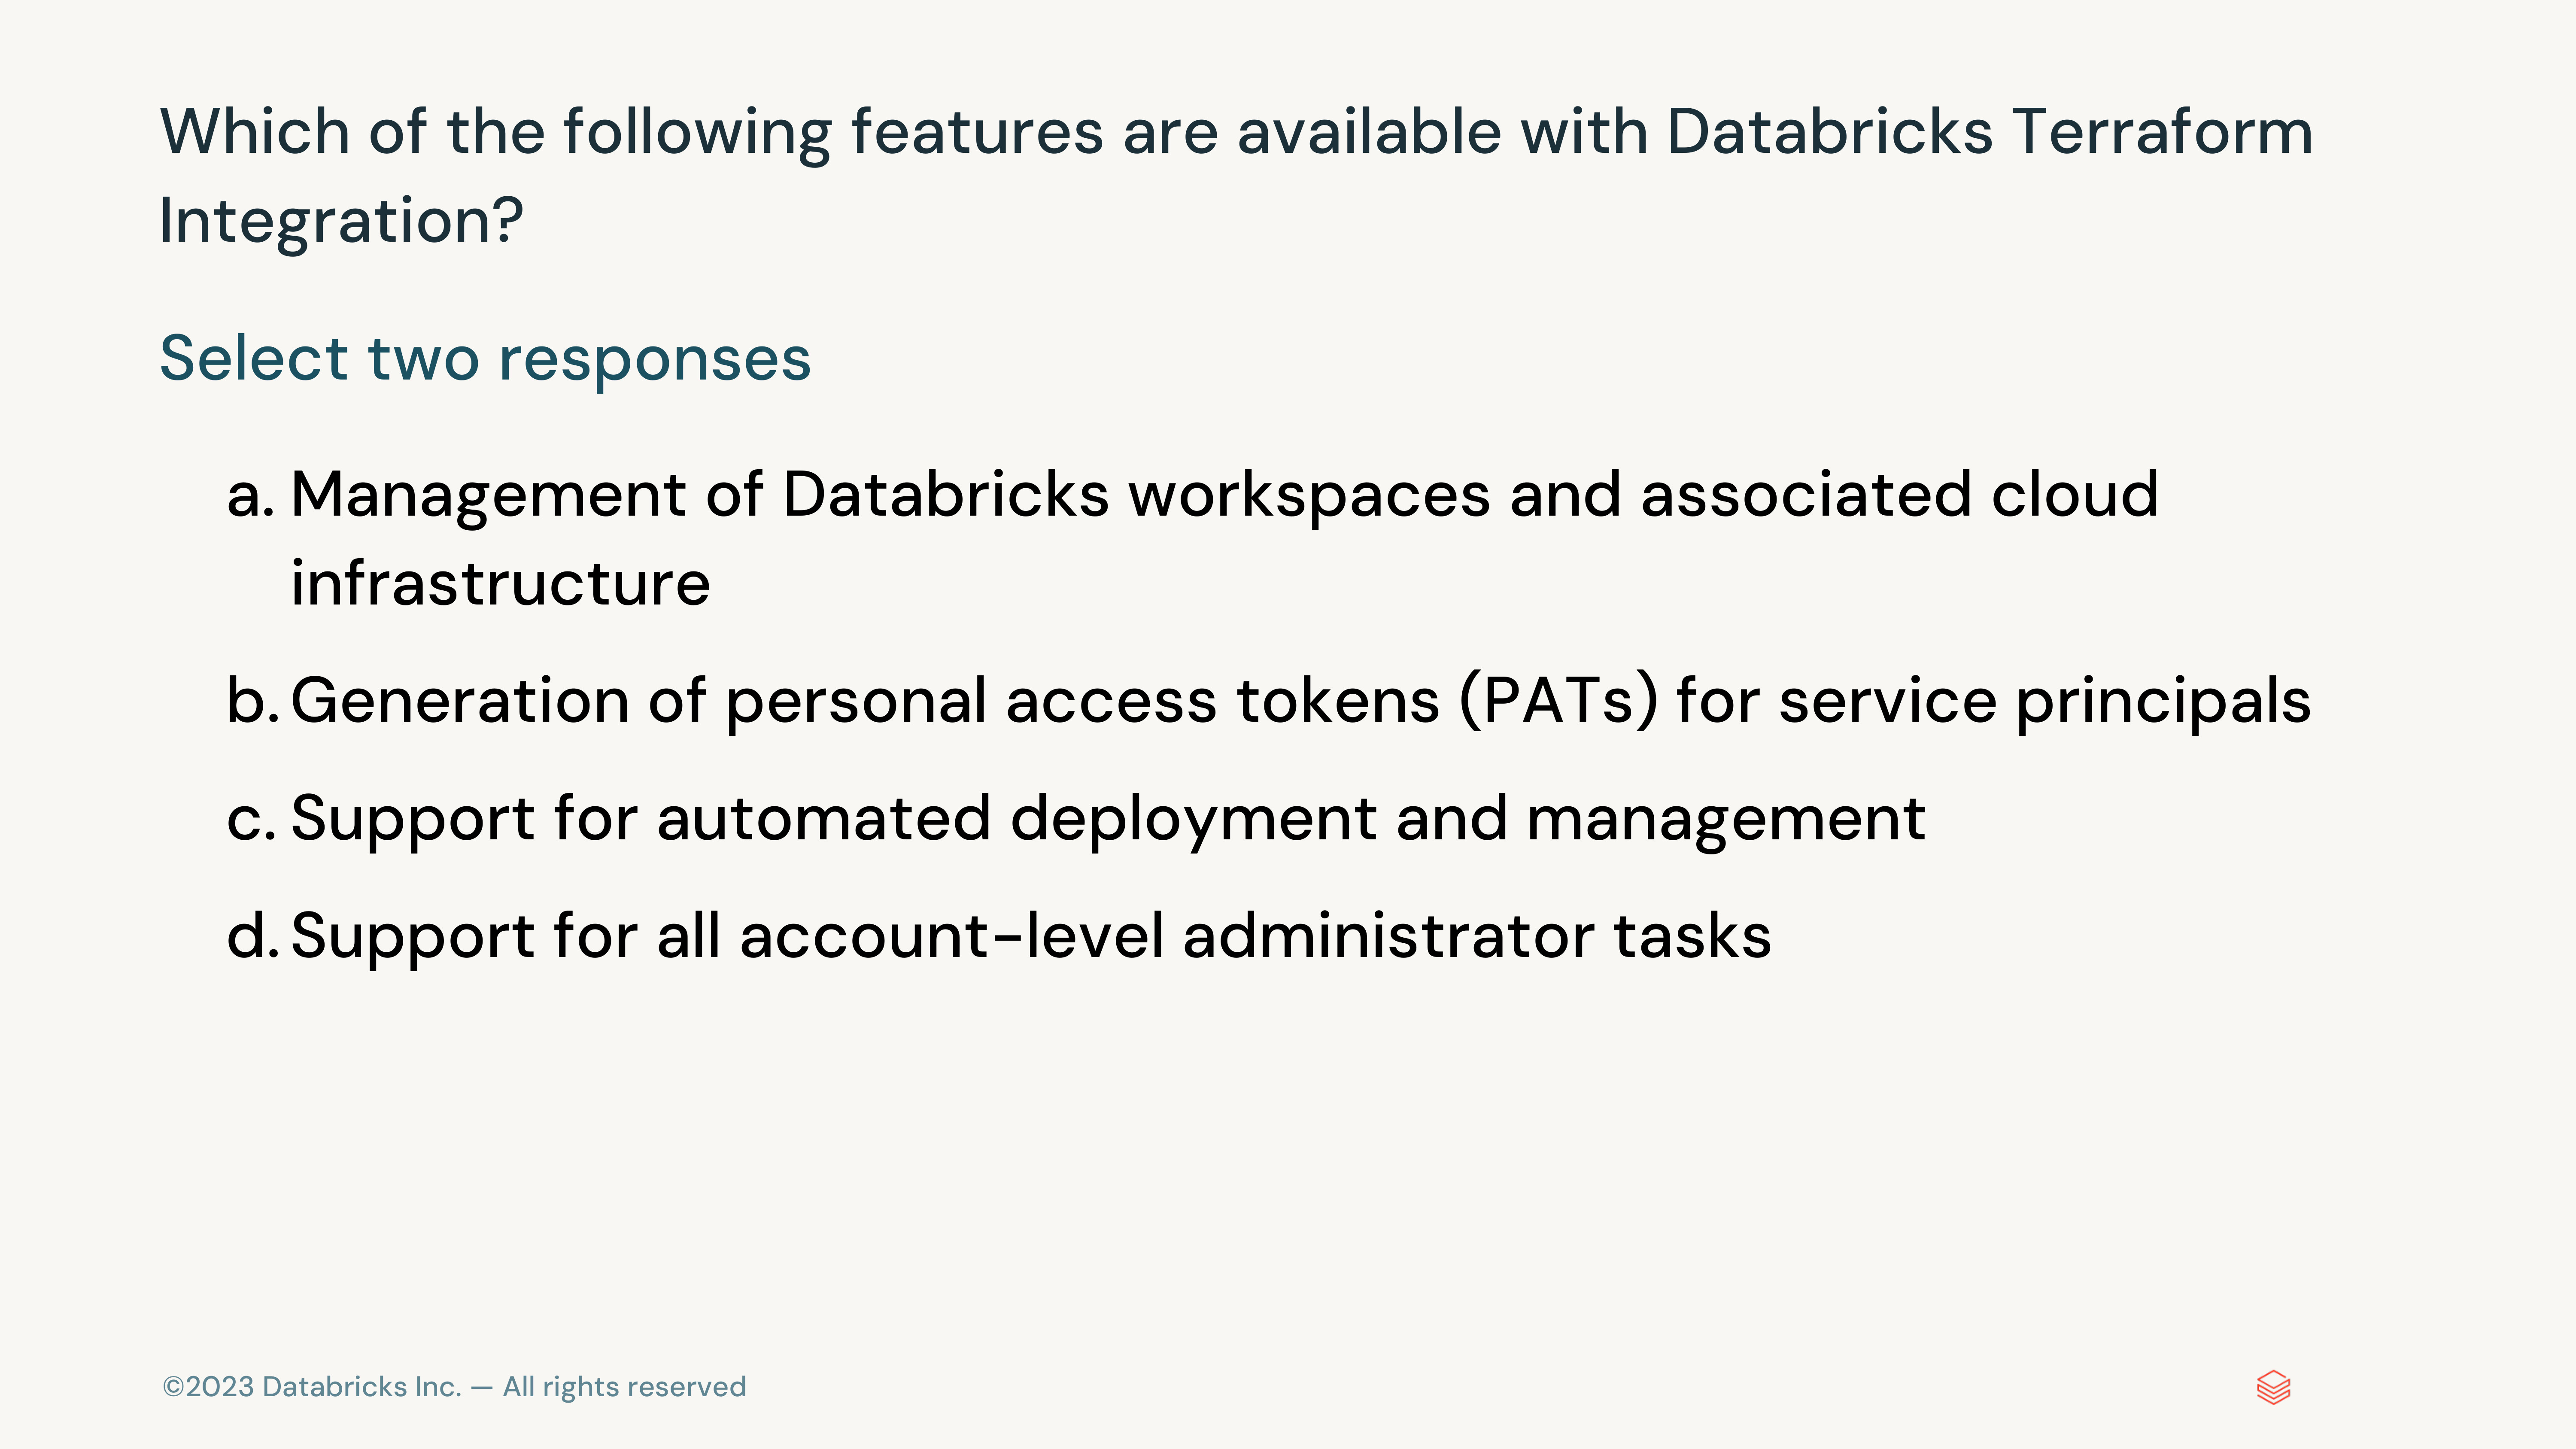 Which of the following features are available with Databricks Terraform
Integration?
Select two responses
a. Management of Databricks workspaces and associated cloud
infrastructure
b. Generation of personal access tokens (PATs) for service principals
c. Support for automated deployment and management
d. Support for all account-level administrator tasks
©2023 Databricks Inc. — All rights reserved